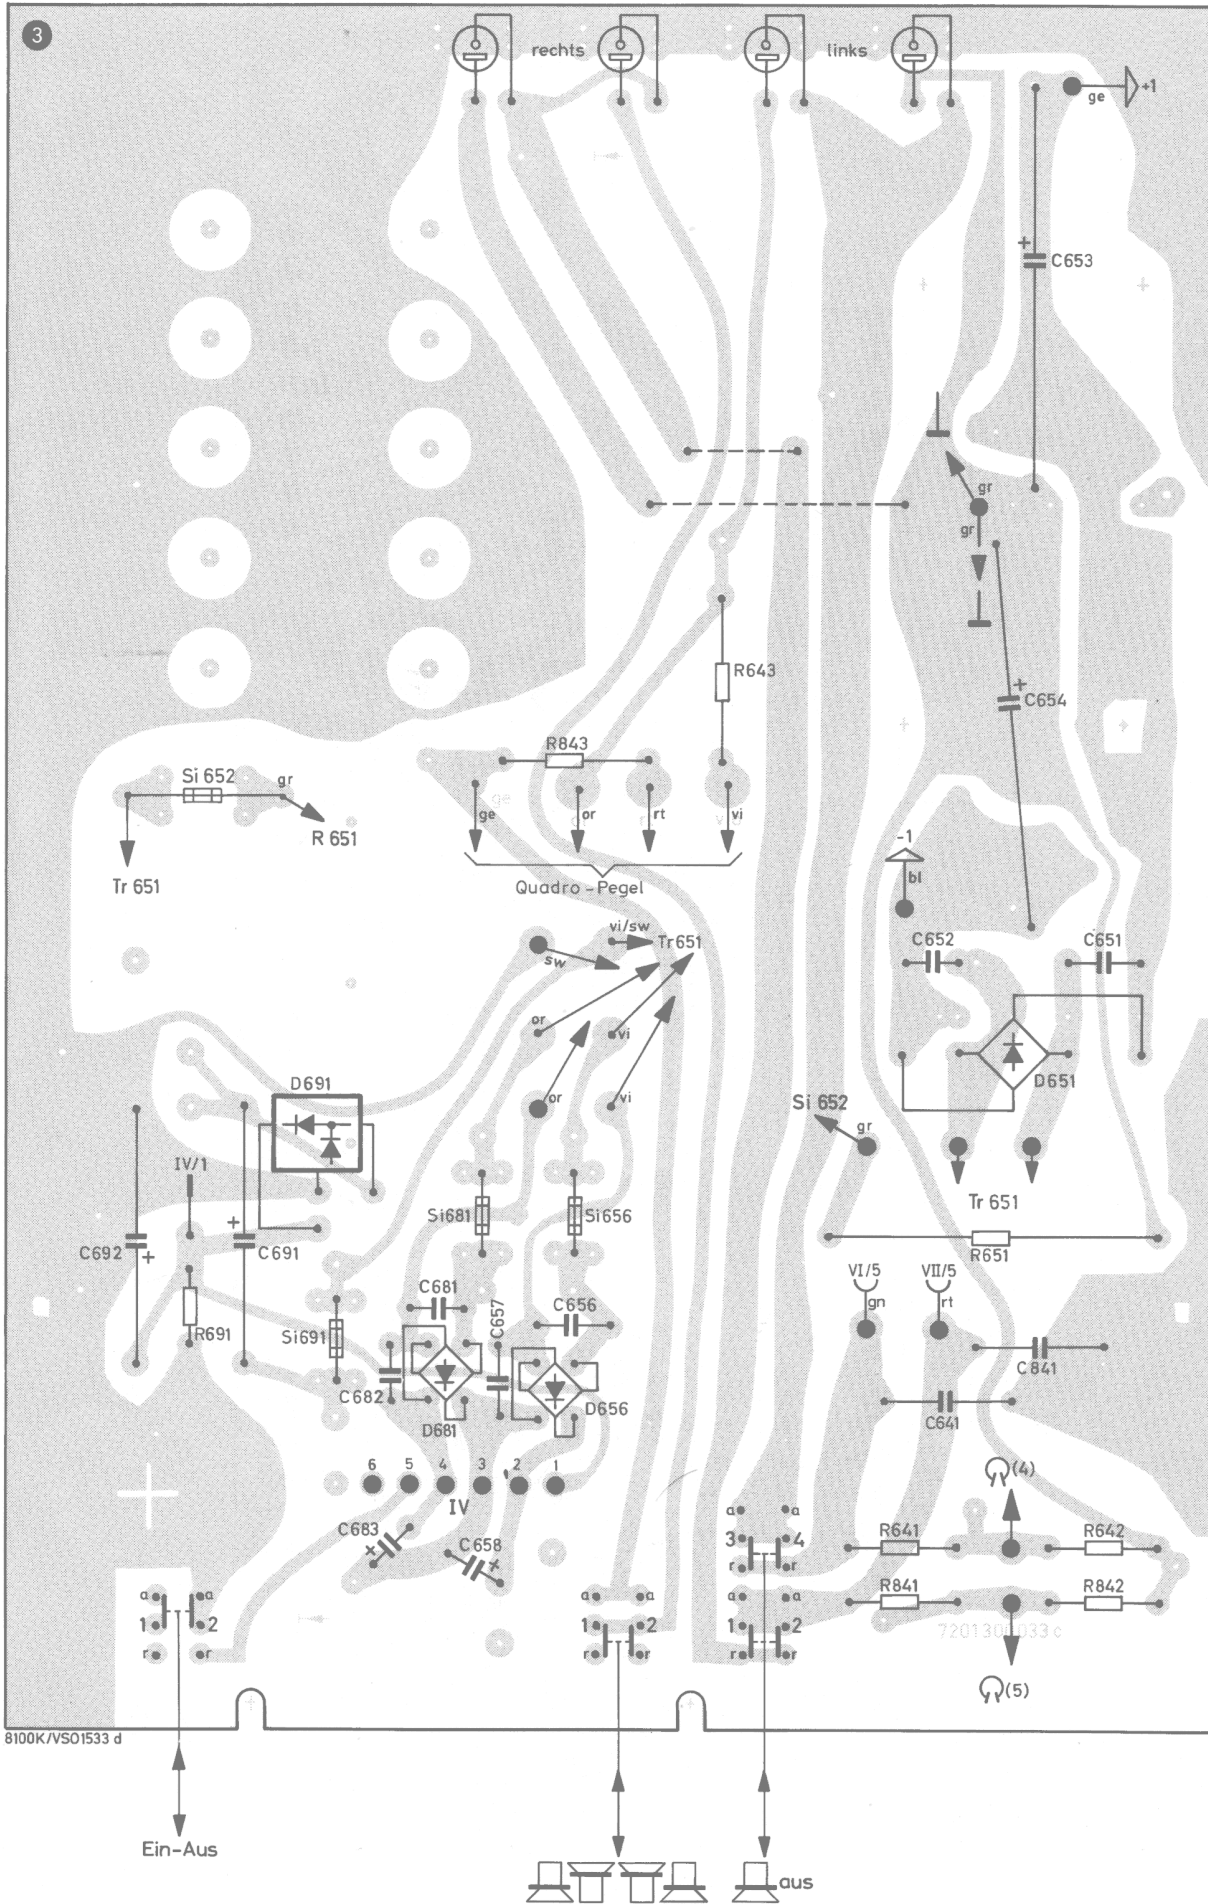 3
rechts
links
ge
+1
+
C653
gr
gr
R643
+
C654
R843
Si 652
gr
R 651
Tr 651
ge
or
rt
vi
Quadro-Pegel
-1
bl
vi/sw
Tr651
sw
C652
C651
or
vi
D651
D691
or
vi
Si 652
gr
IV/1
Tr 651
Si681
Si656
C692
+
+
C691
R651
VI/5
VII/5
gn
rt
C681
C657
C656
R691
Si691
C841
C682
D681
D656
C641
6
5
4
3
2
1
IV
(4)
C683
+
C658
+
a
a
3
4
r
r
R641
R642
a
a
1
2
r
r
a
a
1
2
r
r
a
a
1
2
r
r
R841
R842
7201300033 c
(5)
8100K/VSO1533 d
Ein-Aus
aus